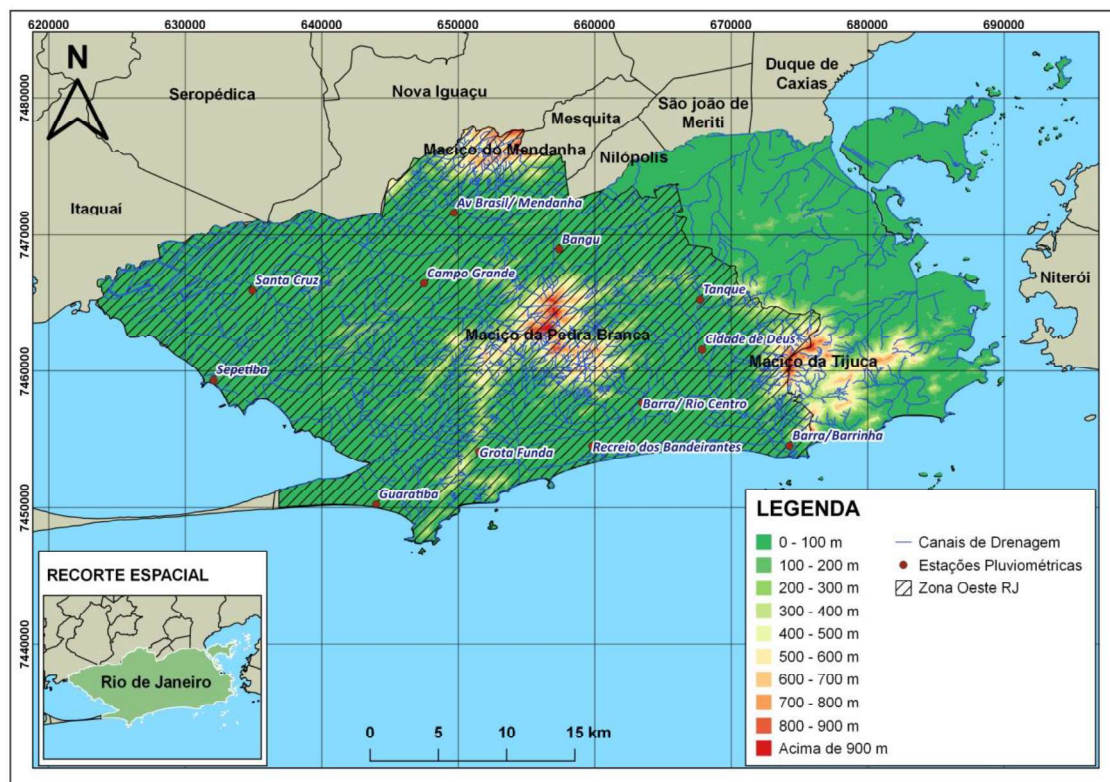 620000
630000
640000
650000
660000
670000
680000
690000
N
7480000
7470000
7460000
7450000
7440000
Seropédica
Nova Iguaçu
Mesquita
São joão de
Meriti
Duque de
Caxias
Nilópolis
Itaguaí
Niterói
Maciço do Mendanha
Av Brasil/ Mendanha
Bangu
Santa Cruz
Campo Grande
Tanque
Maciço da Pedra Branca
Cidade de Deus
Maciço da Tijuca
Sepetiba
Barra/ Rio Centro
Grota Funda
Recreio dos Bandeirantes
Barra/Barrinha
Guaratiba
RECORTE ESPACIAL
Rio de Janeiro
0
5
10
15 km
LEGENDA
0 - 100 m
100 - 200 m
200 - 300 m
300 - 400 m
400 - 500 m
500 - 600 m
600 - 700 m
700 - 800 m
800 - 900 m
Acima de 900 m
Canais de Drenagem
Estações Pluviométricas
Zona Oeste RJ